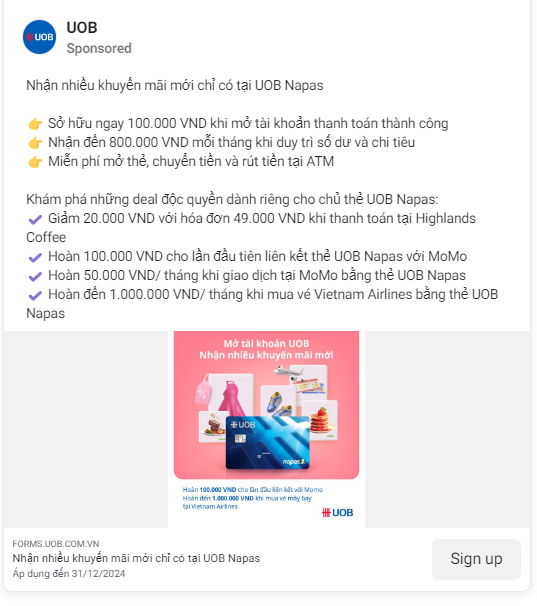 UOB
UOB
Sponsored
Nhận nhiều khuyến mãi mới chỉ có tại UOB Napas
👉 Sở hữu ngay 100.000 VND khi mở tài khoản thanh toán thành công
👉 Nhận đến 800.000 VND mỗi tháng khi duy trì số dư và chi tiêu
👉 Miễn phí mở thẻ, chuyển tiền và rút tiền tại ATM
Khám phá những deal độc quyền dành riêng cho chủ thẻ UOB Napas:
✔ Giảm 20.000 VND với hóa đơn 49.000 VND khi thanh toán tại Highlands
Coffee
✔ Hoàn 100.000 VND cho lần đầu tiên liên kết thẻ UOB Napas với MoMo
✔ Hoàn 50.000 VND/ tháng khi giao dịch tại MoMo bằng thẻ UOB Napas
✔ Hoàn đến 1.000.000 VND/ tháng khi mua vé Vietnam Airlines bằng thẻ UOB
Napas
Mở tài khoản UOB
Nhận nhiều khuyến mãi mới
%
UOB
napas
Hoàn 100.000 VND cho lần đầu liên kết với Momo
Hoàn đến 1.000.000 VND khi mua vé máy bay
tại Vietnam Airlines
UOB
FORMS.UOB.COM.VN
Nhận nhiều khuyến mãi mới chỉ có tại UOB Napas
Áp dụng đến 31/12/2024
Sign up